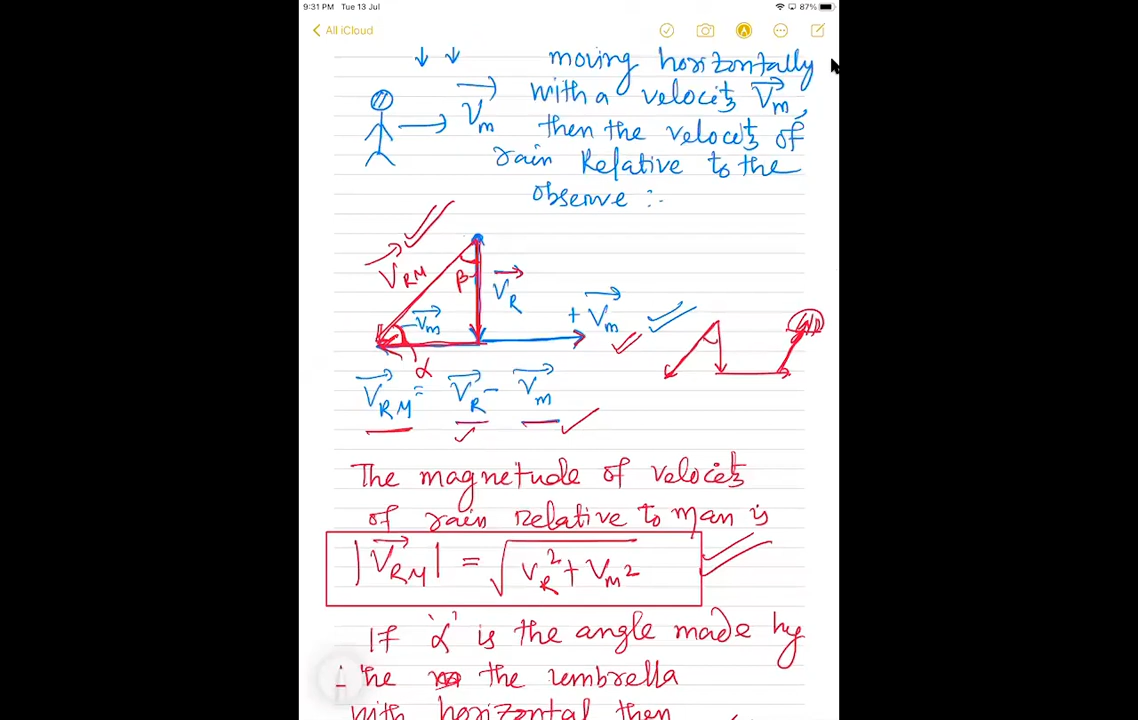 9:31 PM Tue 13 Jul
87%
All iCloud
moving horizontally
with a velocity Vm,
Vm
then the velocity of
rain Relative to the
observe :-
VRM
β
VR
Vm
+ Vm
α
VRM = VR - Vm
The magnetude of velocity
of rain relative to man is
|VRM| = √VR² + Vm²
If 'α' is the angle made by
the the umbrella
with horizontal then